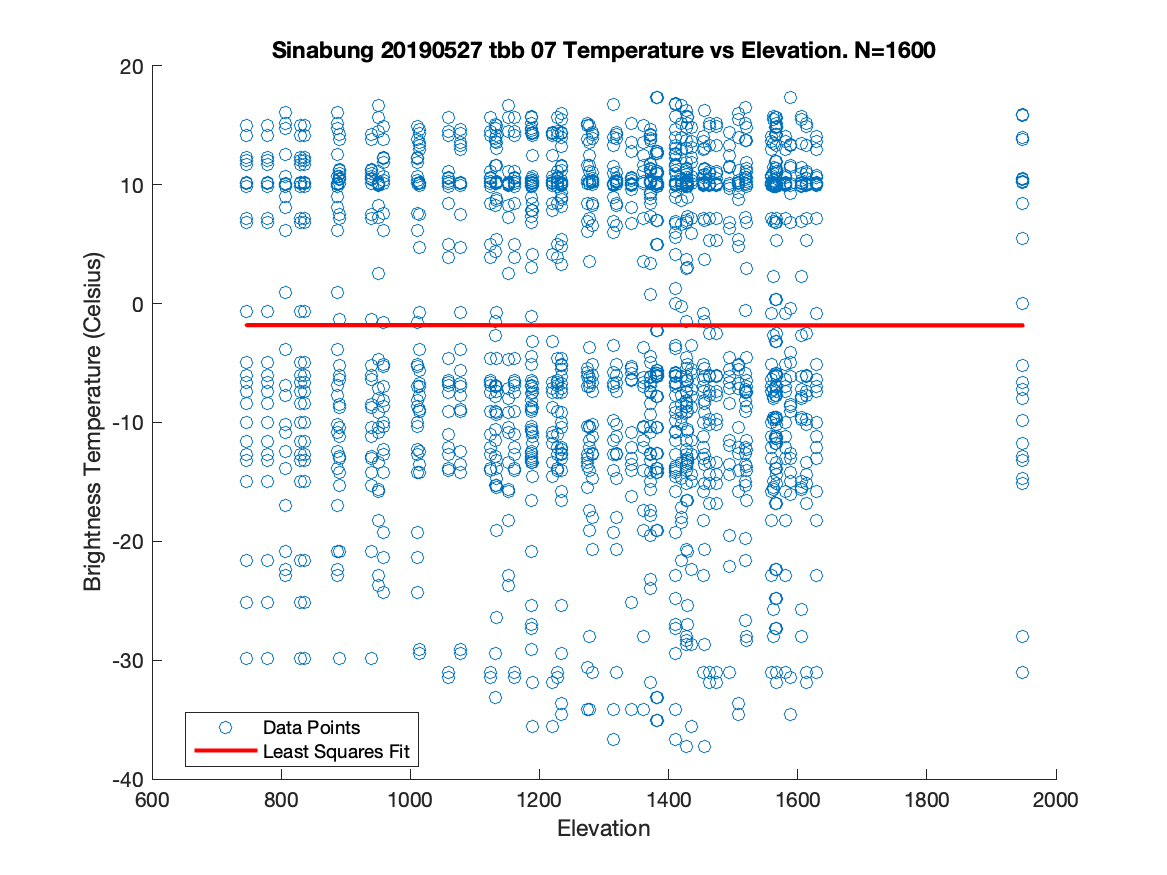 Sinabung 20190527 tbb 07 Temperature vs Elevation. N=1600
20
10
0
-10
-20
-30
-40
Brightness Temperature (Celsius)
Data Points
Least Squares Fit
600 800 1000 1200 1400 1600 1800 2000
Elevation